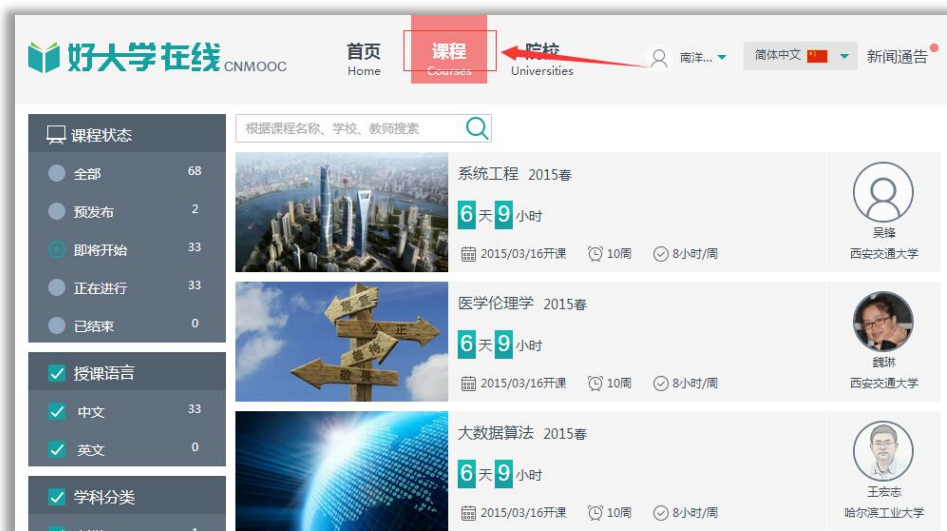 好大学在线 CNMOOC
首页
Home
课程
Courses
院校
Universities
南洋...
简体中文
新闻通告
课程状态
全部 68
预发布 2
即将开始 33
正在进行 33
已结束 0
授课语言
中文 33
英文 0
学科分类
根据课程名称、学校、教师搜索
系统工程 2015春
6天9小时
2015/03/16开课 10周 8小时/周
吴锋
西安交通大学
医学伦理学 2015春
6天9小时
2015/03/16开课 10周 8小时/周
魏琳
西安交通大学
公正
敬畏
大数据算法 2015春
6天9小时
2015/03/16开课 10周 8小时/周
王宏志
哈尔滨工业大学